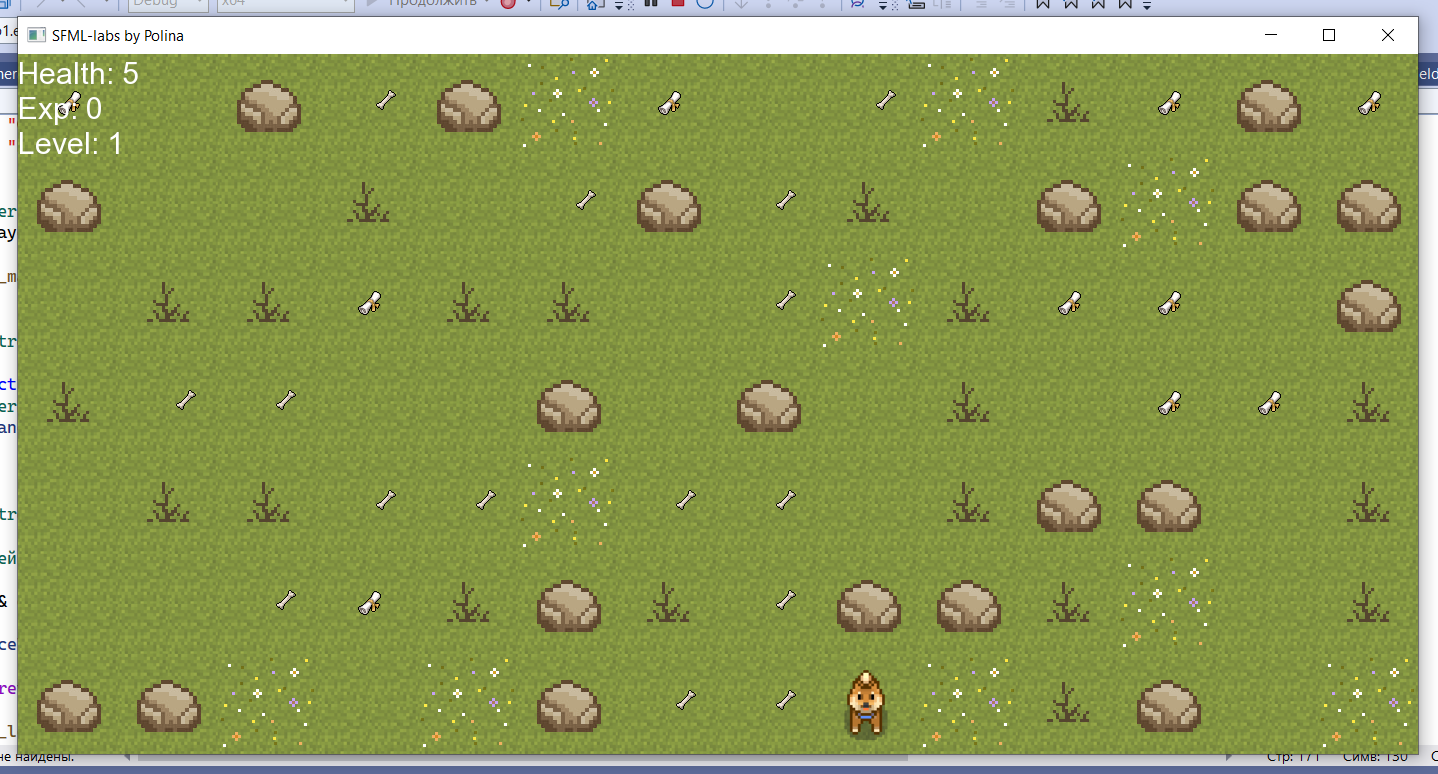 Debug
x64
Продолжить
SFML-labs by Polina
Health: 5
Exp: 0
Level: 1
не найдены.
Стр: 171 Симв: 130